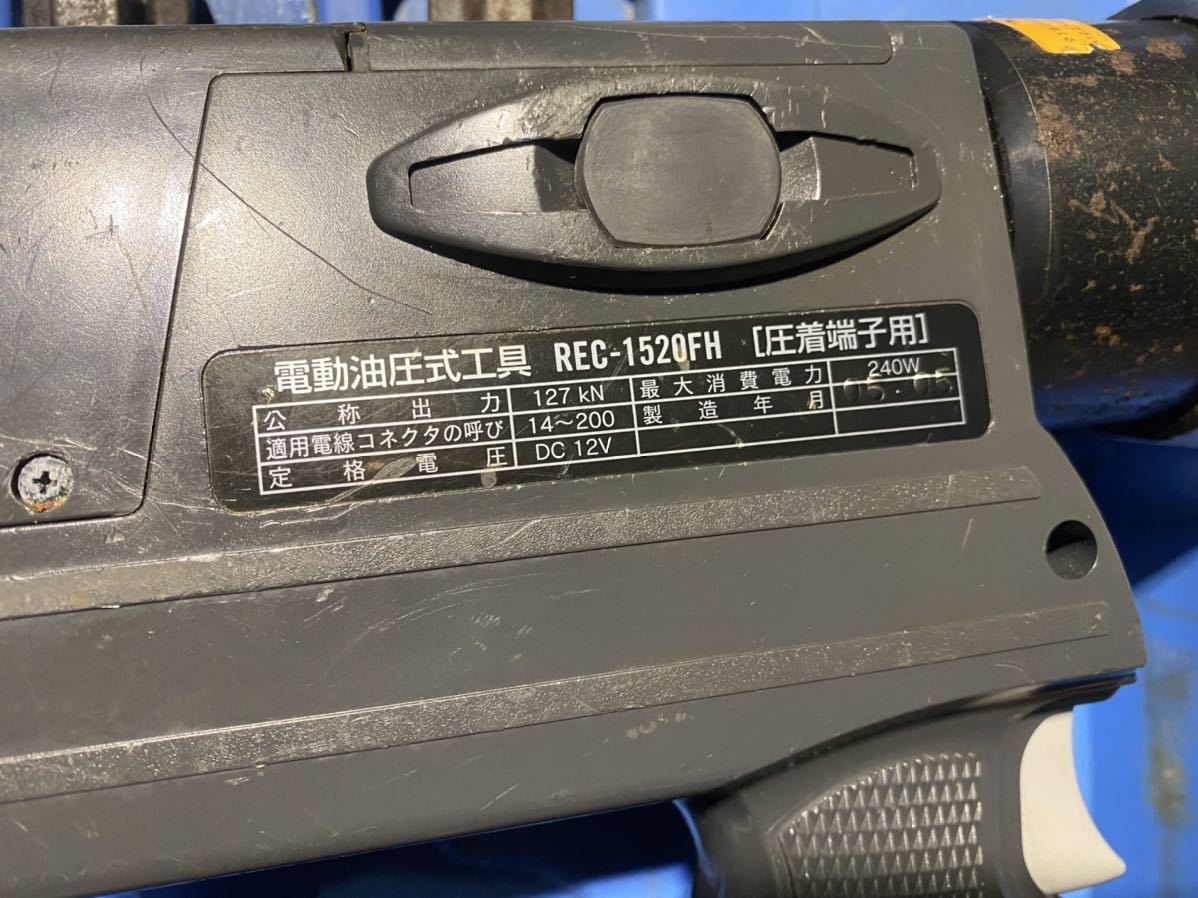 電動油圧式工具 REC-1520FH [圧着端子用]
公称出力 127 kN 最大消費電力 240W
適用電線コネクタの呼び 14〜200 製造年月 05.05
定格電圧 DC 12V